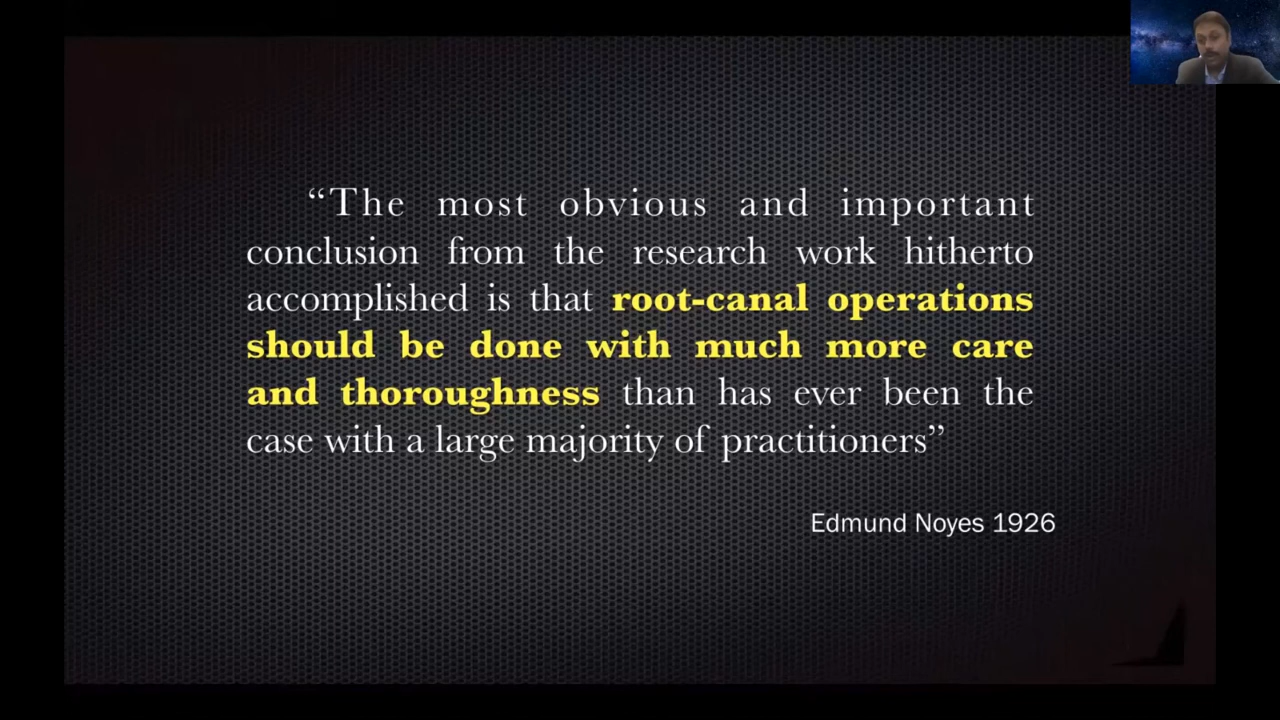 “The most obvious and important
conclusion from the research work hitherto
accomplished is that root-canal operations
should be done with much more care
and thoroughness than has ever been the
case with a large majority of practitioners”
Edmund Noyes 1926